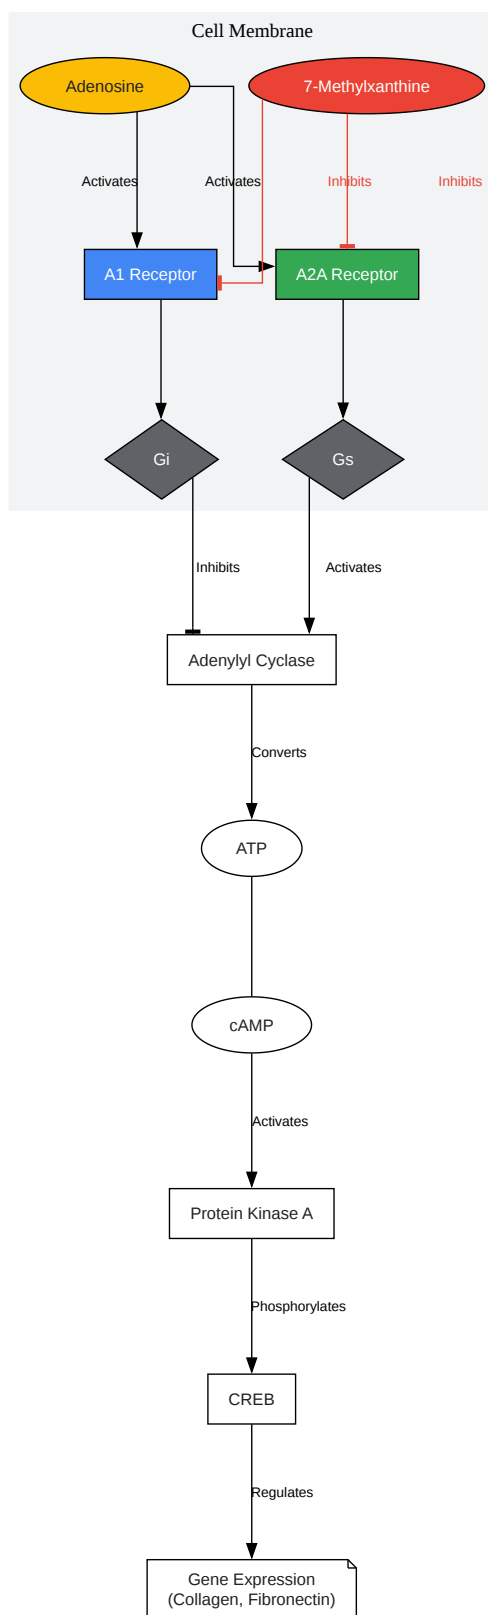 Cell Membrane
Adenosine
7-Methylxanthine
Activates
Activates
Inhibits
Inhibits
A1 Receptor
A2A Receptor
Gi
Gs
Inhibits
Activates
Adenylyl Cyclase
Converts
ATP
cAMP
Activates
Protein Kinase A
Phosphorylates
CREB
Regulates
Gene Expression
(Collagen, Fibronectin)